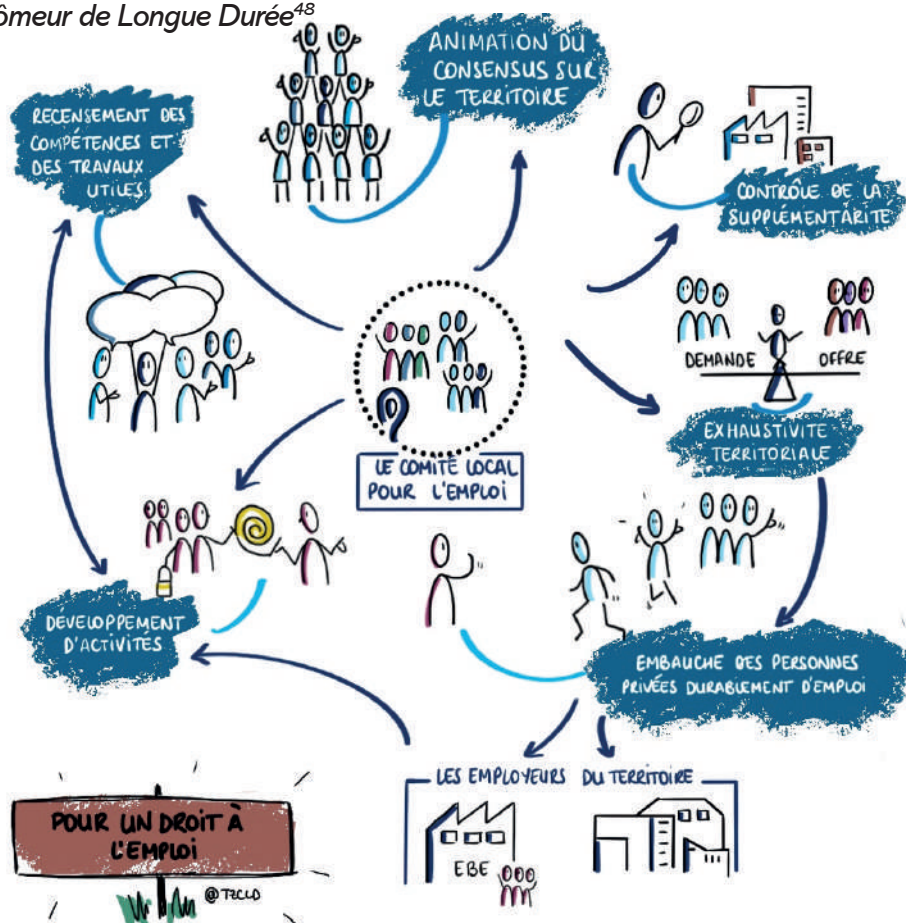 ômeur de Longue Durée⁴⁸
ANIMATION DU
CONSENSUS SUR
LE TERRITOIRE
RECENSEMENT DES
COMPÉTENCES ET
DES TRAVAUX
UTILES
CONTRÔLE DE LA
SUPPLÉMENTARITE
DEMANDE
OFFRE
EXHAUSTIVITE
TERRITORIALE
LE COMITÉ LOCAL
POUR L'EMPLOI
DÉVELOPPEMENT
D'ACTIVITÉS
EMBAUCHE DES PERSONNES
PRIVÉES DURABLEMENT D'EMPLOI
LES EMPLOYEURS DU TERRITOIRE
EBE
POUR UN DROIT À
L'EMPLOI
@TZCLD